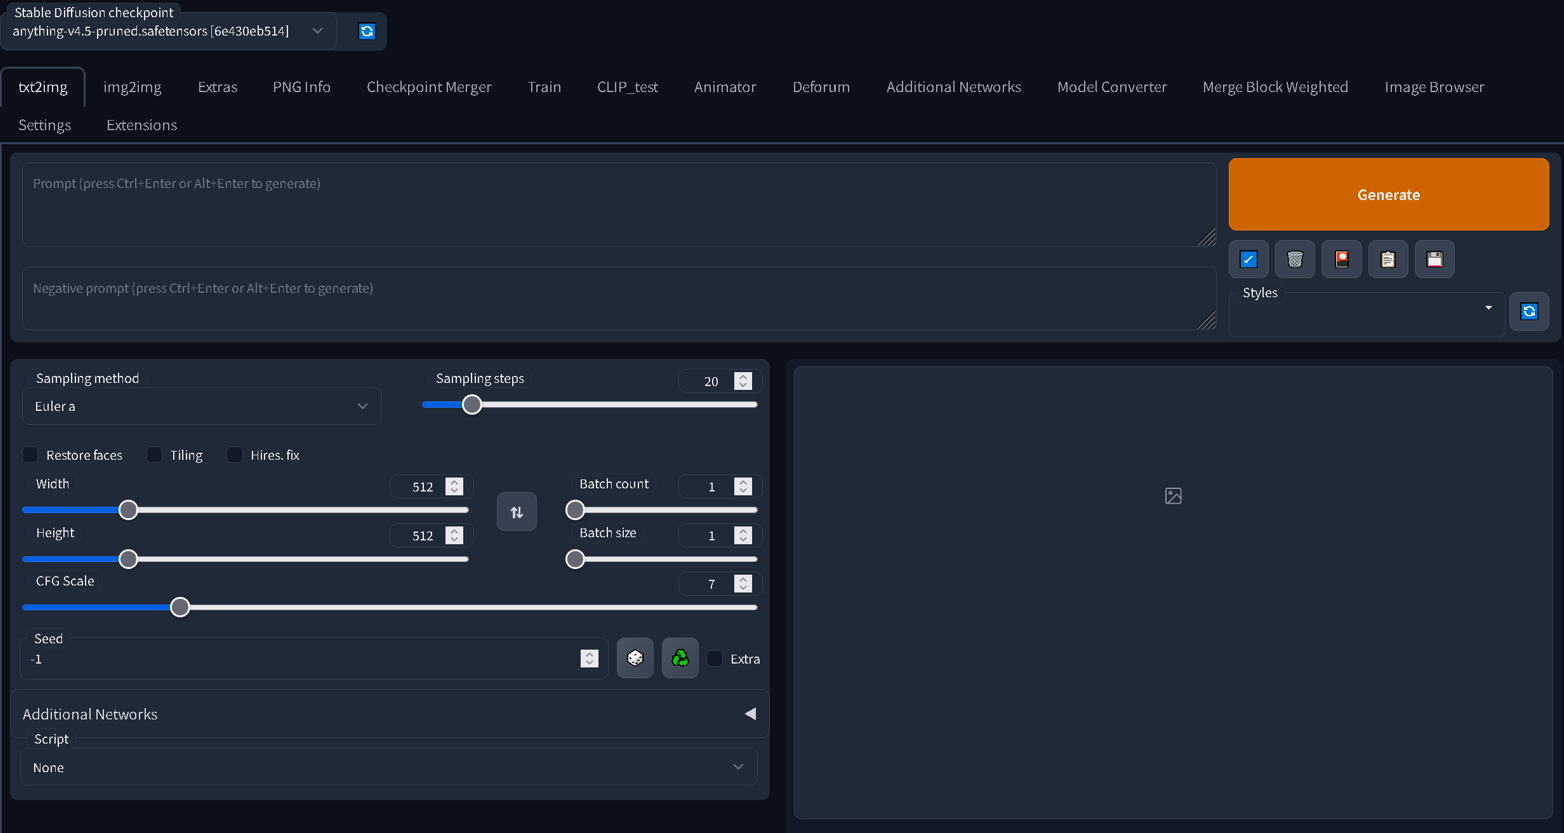 Stable Diffusion checkpoint
anything-v4.5-pruned.safetensors [6e430eb514]
txt2img img2img Extras PNG Info Checkpoint Merger Train CLIP_test Animator Deforum Additional Networks Model Converter Merge Block Weighted Image Browser
Settings Extensions
Prompt (press Ctrl+Enter or Alt+Enter to generate)
Generate
Negative prompt (press Ctrl+Enter or Alt+Enter to generate)
Styles
Sampling method
Euler a
Sampling steps 20
Restore faces Tiling Hires. fix
Width 512
Batch count 1
Height 512
Batch size 1
CFG Scale 7
Seed
-1
Extra
Additional Networks
Script
None